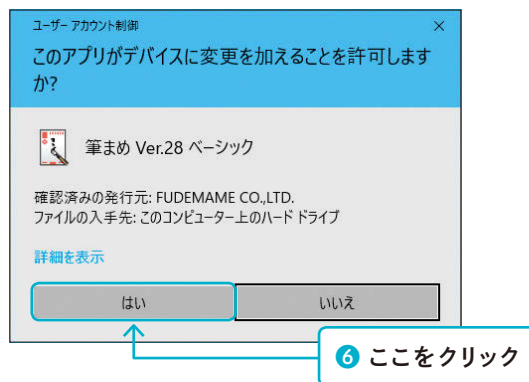 ユーザー アカウント制御
このアプリがデバイスに変更を加えることを許可します
か?
筆まめ Ver.28 ベーシック
確認済みの発行元: FUDEMAME CO.,LTD.
ファイルの入手先: このコンピューター上のハード ドライブ
詳細を表示
はい
いいえ
❻ ここをクリック